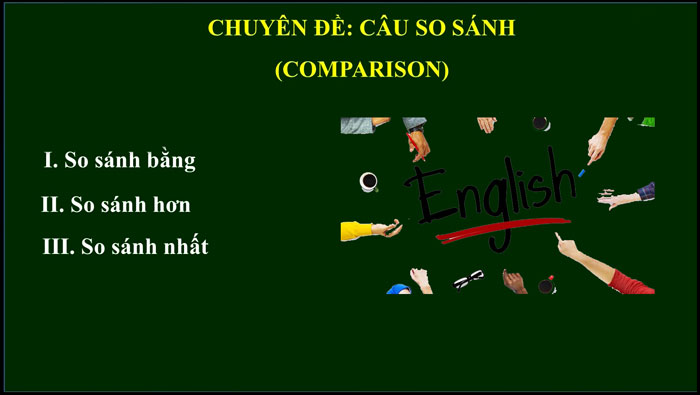 CHUYÊN ĐỀ: CÂU SO SÁNH
(COMPARISON)
I. So sánh bằng
II. So sánh hơn
III. So sánh nhất
English